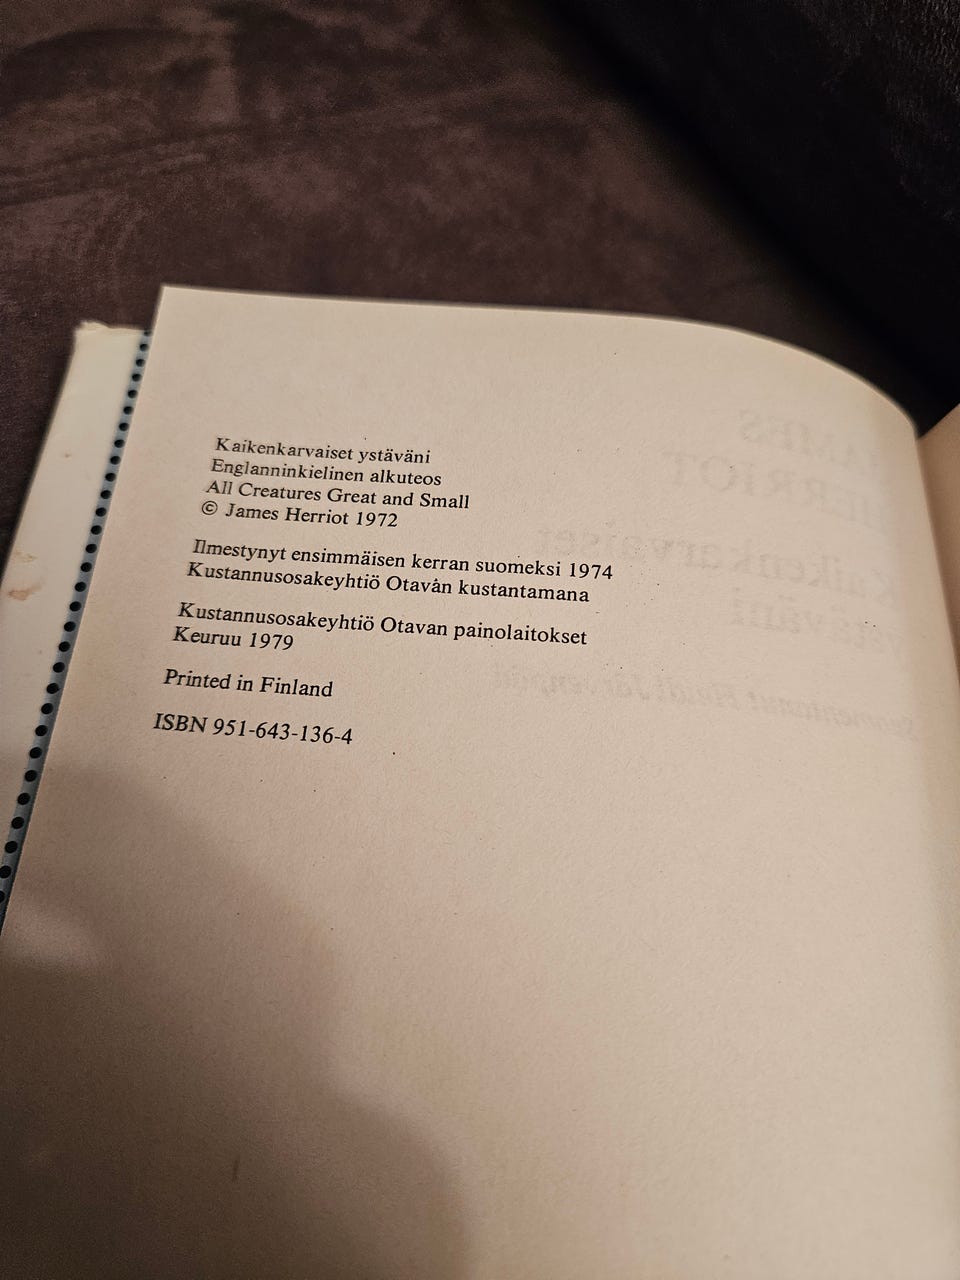 Kaikenkarvaiset ystäväni
Englanninkielinen alkuteos
All Creatures Great and Small
© James Herriot 1972
Ilmestynyt ensimmäisen kerran suomeksi 1974
Kustannusosakeyhtiö Otavan kustantamana
Kustannusosakeyhtiö Otavan painolaitokset
Keuruu 1979
Printed in Finland
ISBN 951-643-136-4